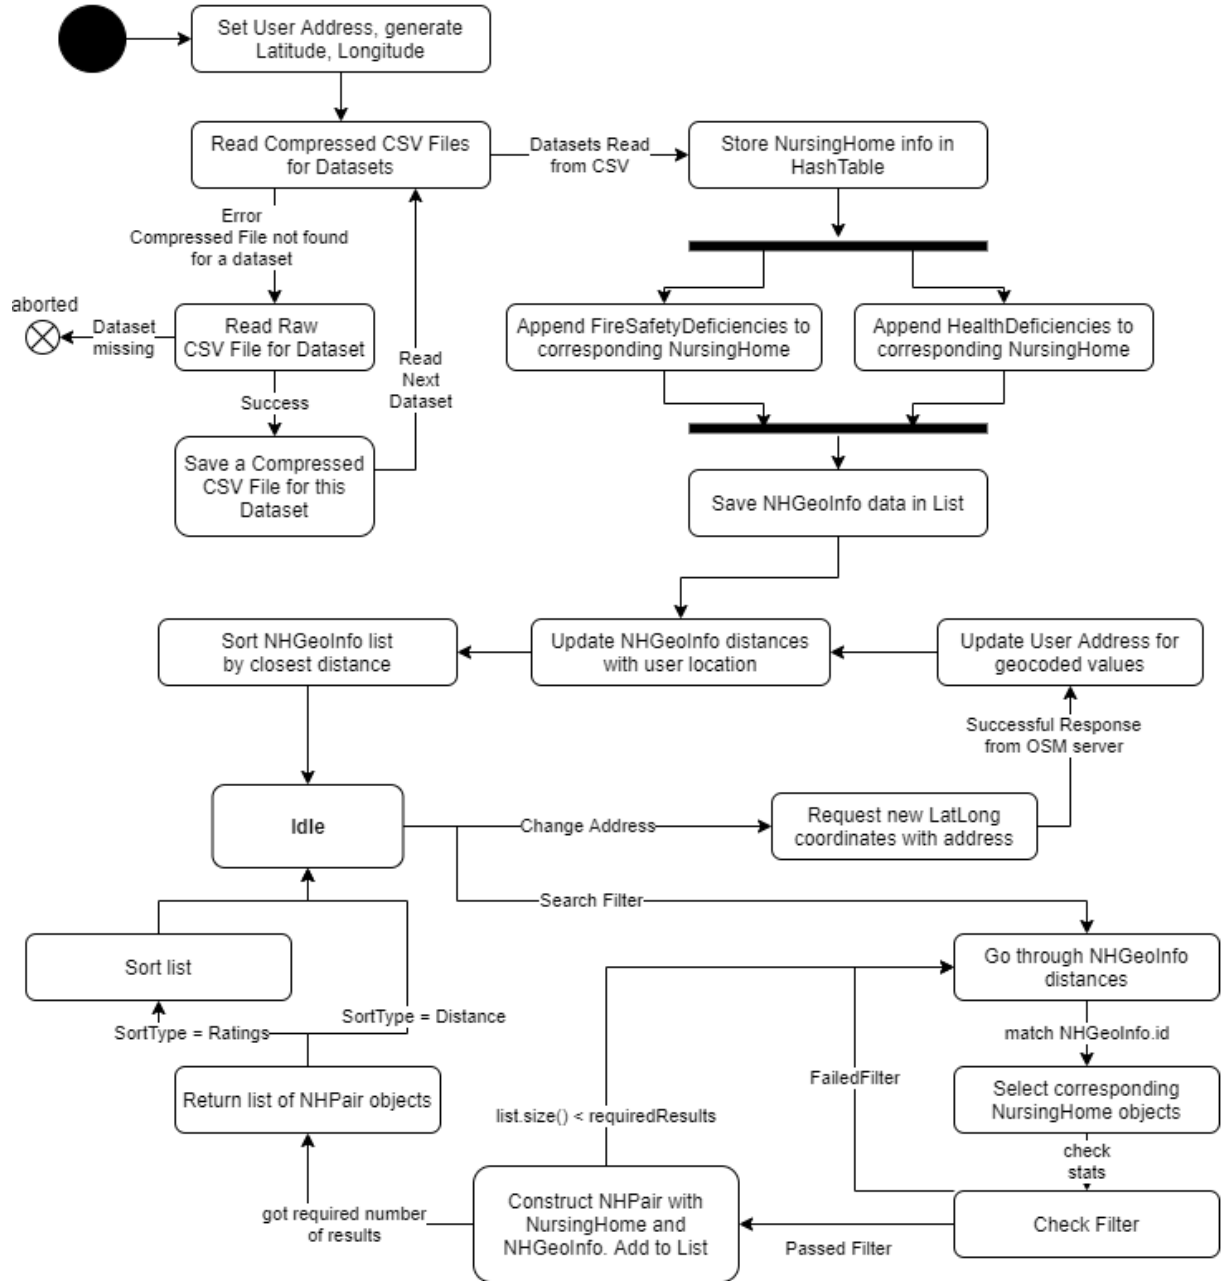 Set User Address, generate
Latitude, Longitude
Read Compressed CSV Files
for Datasets
Datasets Read
from CSV
Store NursingHome info in
HashTable
Error
Compressed File not found
for a dataset
aborted
Dataset
missing
Read Raw
CSV File for Dataset
Read
Next
Dataset
Append FireSafetyDeficiencies to
corresponding NursingHome
Append HealthDeficiencies to
corresponding NursingHome
Success
Save a Compressed
CSV File for this
Dataset
Save NHGeoInfo data in List
Sort NHGeoInfo list
by closest distance
Update NHGeoInfo distances
with user location
Update User Address for
geocoded values
Successful Response
from OSM server
Idle
Change Address
Request new LatLong
coordinates with address
Search Filter
Sort list
Go through NHGeoInfo
distances
SortType = Ratings
SortType = Distance
match NHGeoInfo.id
FailedFilter
Return list of NHPair objects
list.size() < requiredResults
Select corresponding
NursingHome objects
check
stats
got required number
of results
Construct NHPair with
NursingHome and
NHGeoInfo. Add to List
Passed Filter
Check Filter